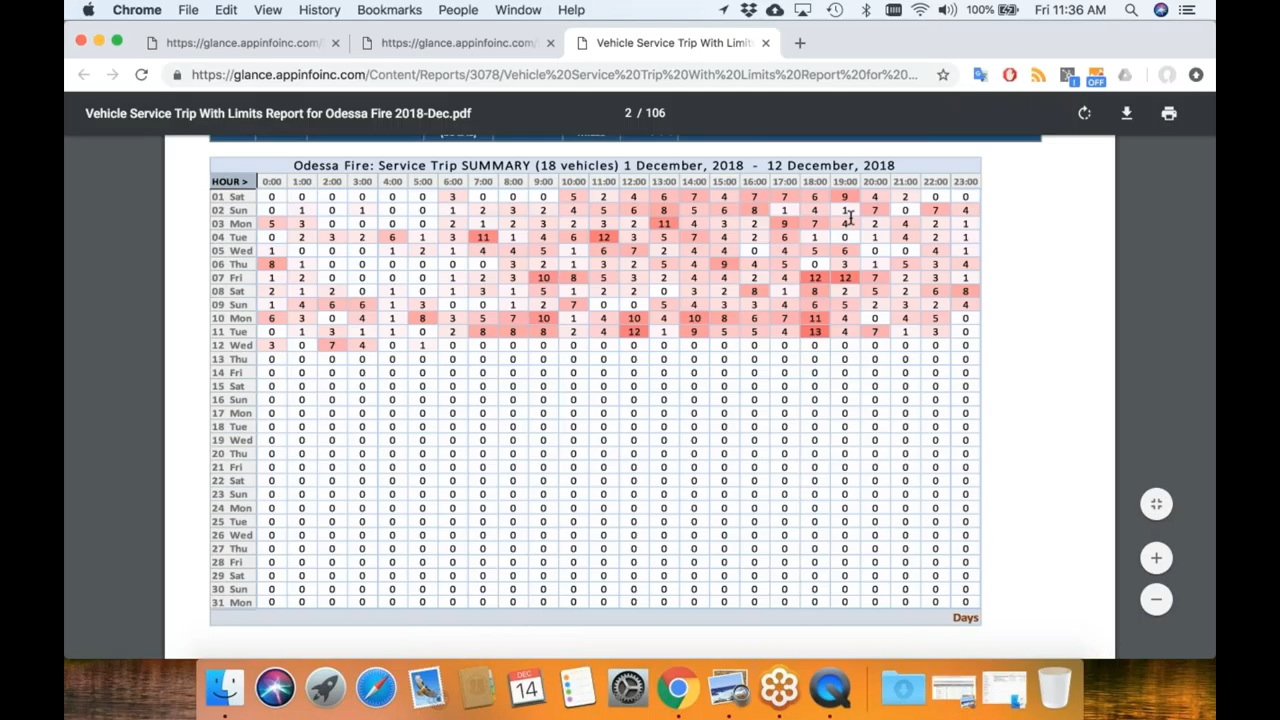 Chrome File Edit View History Bookmarks People Window Help 100% Fri 11:36 AM
https://glance.appinfoinc.com/ https://glance.appinfoinc.com/ Vehicle Service Trip With Limit
https://glance.appinfoinc.com/Content/Reports/3078/Vehicle%20Service%20Trip%20With%20Limits%20Report%20for%20... OFF
Vehicle Service Trip With Limits Report for Odessa Fire 2018-Dec.pdf 2 / 106
Odessa Fire: Service Trip SUMMARY (18 vehicles) 1 December, 2018 - 12 December, 2018
HOUR > 0:00 1:00 2:00 3:00 4:00 5:00 6:00 7:00 8:00 9:00 10:00 11:00 12:00 13:00 14:00 15:00 16:00 17:00 18:00 19:00 20:00 21:00 22:00 23:00
01 Sat 0 0 0 0 0 0 3 0 0 0 5 2 4 6 7 4 7 7 6 9 4 2 0 0
02 Sun 0 1 0 1 0 0 1 2 3 2 4 5 6 8 5 6 8 1 4 1 7 0 7 4
03 Mon 5 3 0 0 0 0 2 1 2 3 2 3 2 11 4 3 2 9 7 4 2 4 2 1
04 Tue 0 2 3 2 6 1 3 11 1 4 6 12 3 5 7 4 2 6 1 0 1 4 2 1
05 Wed 1 0 0 0 1 2 1 4 4 5 1 6 7 2 4 4 0 4 5 6 0 0 4 1
06 Thu 8 1 0 0 0 0 0 0 3 2 1 3 2 5 4 9 4 5 0 3 1 5 3 4
07 Fri 1 2 0 0 0 0 1 2 3 10 8 5 3 2 4 4 2 4 12 12 7 2 3 1
08 Sat 2 1 2 0 1 0 1 3 1 5 1 2 2 0 3 2 8 1 8 2 5 2 6 8
09 Sun 1 4 6 6 1 3 0 0 1 2 7 0 0 5 4 3 3 4 6 5 2 3 2 4
10 Mon 6 3 0 4 1 8 3 5 7 10 1 4 10 4 10 8 6 7 11 4 0 4 5 0
11 Tue 0 1 3 1 1 0 2 8 8 8 2 4 12 1 9 5 5 4 13 4 7 1 3 0
12 Wed 3 0 7 4 0 1 0 0 0 0 0 0 0 0 0 0 0 0 0 0 0 0 0 0
13 Thu 0 0 0 0 0 0 0 0 0 0 0 0 0 0 0 0 0 0 0 0 0 0 0 0
14 Fri 0 0 0 0 0 0 0 0 0 0 0 0 0 0 0 0 0 0 0 0 0 0 0 0
15 Sat 0 0 0 0 0 0 0 0 0 0 0 0 0 0 0 0 0 0 0 0 0 0 0 0
16 Sun 0 0 0 0 0 0 0 0 0 0 0 0 0 0 0 0 0 0 0 0 0 0 0 0
17 Mon 0 0 0 0 0 0 0 0 0 0 0 0 0 0 0 0 0 0 0 0 0 0 0 0
18 Tue 0 0 0 0 0 0 0 0 0 0 0 0 0 0 0 0 0 0 0 0 0 0 0 0
19 Wed 0 0 0 0 0 0 0 0 0 0 0 0 0 0 0 0 0 0 0 0 0 0 0 0
20 Thu 0 0 0 0 0 0 0 0 0 0 0 0 0 0 0 0 0 0 0 0 0 0 0 0
21 Fri 0 0 0 0 0 0 0 0 0 0 0 0 0 0 0 0 0 0 0 0 0 0 0 0
22 Sat 0 0 0 0 0 0 0 0 0 0 0 0 0 0 0 0 0 0 0 0 0 0 0 0
23 Sun 0 0 0 0 0 0 0 0 0 0 0 0 0 0 0 0 0 0 0 0 0 0 0 0
24 Mon 0 0 0 0 0 0 0 0 0 0 0 0 0 0 0 0 0 0 0 0 0 0 0 0
25 Tue 0 0 0 0 0 0 0 0 0 0 0 0 0 0 0 0 0 0 0 0 0 0 0 0
26 Wed 0 0 0 0 0 0 0 0 0 0 0 0 0 0 0 0 0 0 0 0 0 0 0 0
27 Thu 0 0 0 0 0 0 0 0 0 0 0 0 0 0 0 0 0 0 0 0 0 0 0 0
28 Fri 0 0 0 0 0 0 0 0 0 0 0 0 0 0 0 0 0 0 0 0 0 0 0 0
29 Sat 0 0 0 0 0 0 0 0 0 0 0 0 0 0 0 0 0 0 0 0 0 0 0 0
30 Sun 0 0 0 0 0 0 0 0 0 0 0 0 0 0 0 0 0 0 0 0 0 0 0 0
31 Mon 0 0 0 0 0 0 0 0 0 0 0 0 0 0 0 0 0 0 0 0 0 0 0 0
Days
DEC
14